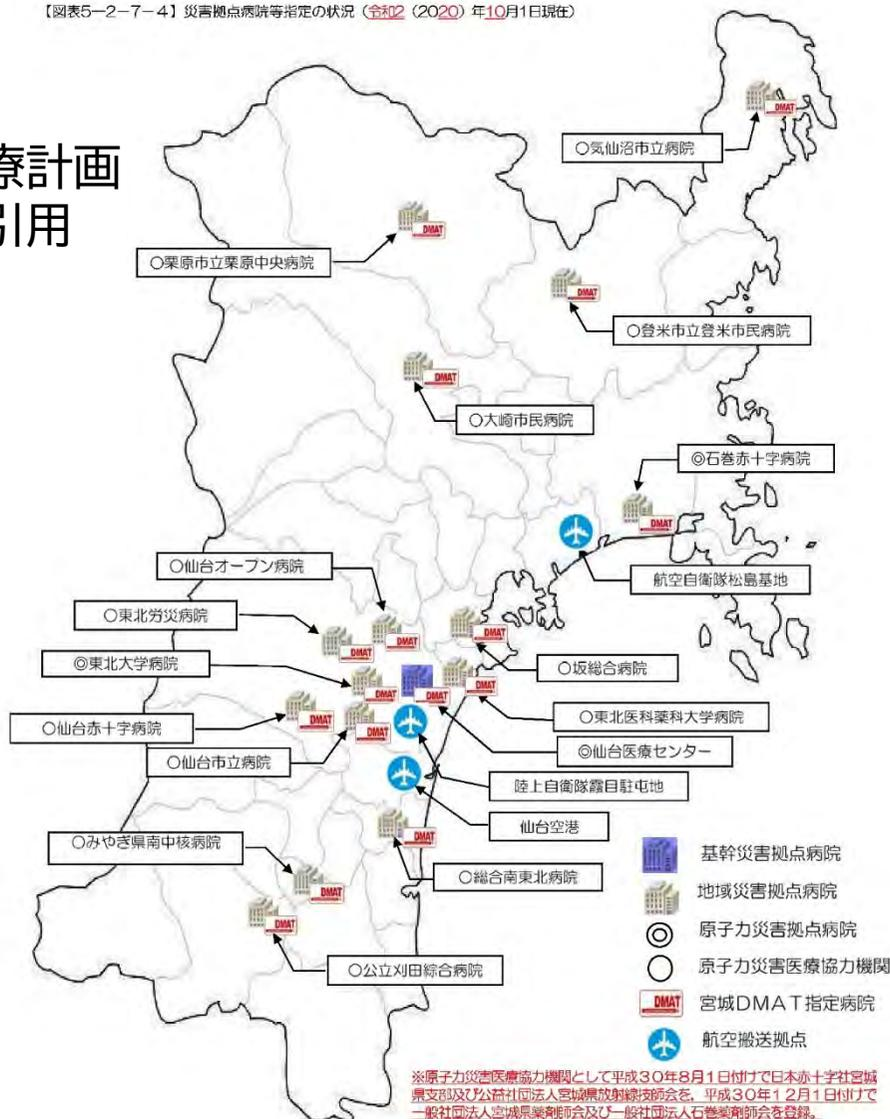 【図表5－2－7－4】災害拠点病院等指定の状況（令和2（2020）年10月1日現在）
療計画
引用
○気仙沼市立病院
DMAT
DMAT
○栗原市立栗原中央病院
DMAT
○登米市立登米市民病院
DMAT
○大崎市民病院
◎石巻赤十字病院
DMAT
航空自衛隊松島基地
○仙台オープン病院
○東北労災病院
DMAT
DMAT
DMAT
◎東北大学病院
○坂総合病院
DMAT
DMAT
DMAT
○仙台赤十字病院
DMAT
DMAT
○東北医科薬科大学病院
◎仙台医療センター
○仙台市立病院
陸上自衛隊霞目駐屯地
仙台空港
DMAT
○みやぎ県南中核病院
○総合南東北病院
DMAT
DMAT
○公立刈田綜合病院
基幹災害拠点病院
地域災害拠点病院
◎ 原子力災害拠点病院
○ 原子力災害医療協力機関
DMAT 宮城DMAT指定病院
航空搬送拠点
※原子力災害医療協力機関として平成30年8月1日付けで日本赤十字社宮城
県支部及び公益社団法人宮城県放射線技師会を、平成30年12月1日付けで
一般社団法人宮城県薬剤師会及び一般社団法人石巻薬剤師会を登録。